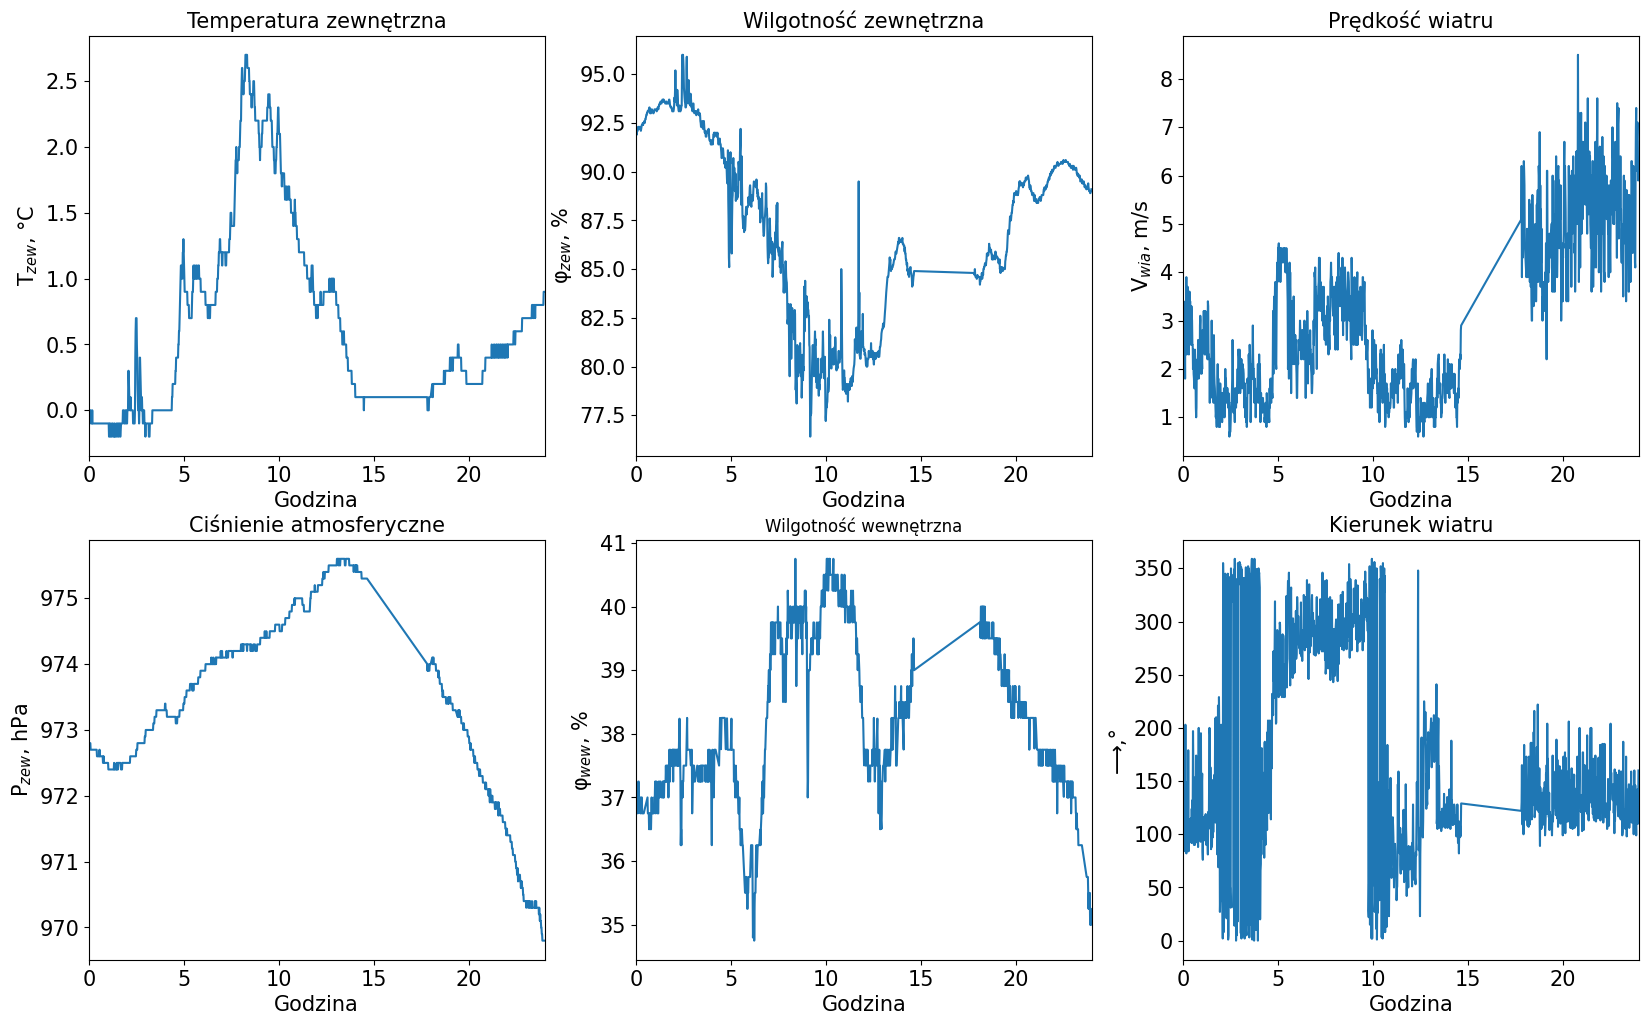 Temperatura zewnętrzna
Wilgotność zewnętrzna
Prędkość wiatru
T_zew, °C
2.5
2.0
1.5
1.0
0.5
0.0
0 5 10 15 20
Godzina
φ_zew, %
95.0
92.5
90.0
87.5
85.0
82.5
80.0
77.5
0 5 10 15 20
Godzina
V_wia, m/s
8
7
6
5
4
3
2
1
0 5 10 15 20
Godzina
Ciśnienie atmosferyczne
Wilgotność wewnętrzna
Kierunek wiatru
P_zew, hPa
975
974
973
972
971
970
0 5 10 15 20
Godzina
φ_wew, %
41
40
39
38
37
36
35
0 5 10 15 20
Godzina
⟶,°
350
300
250
200
150
100
50
0
0 5 10 15 20
Godzina